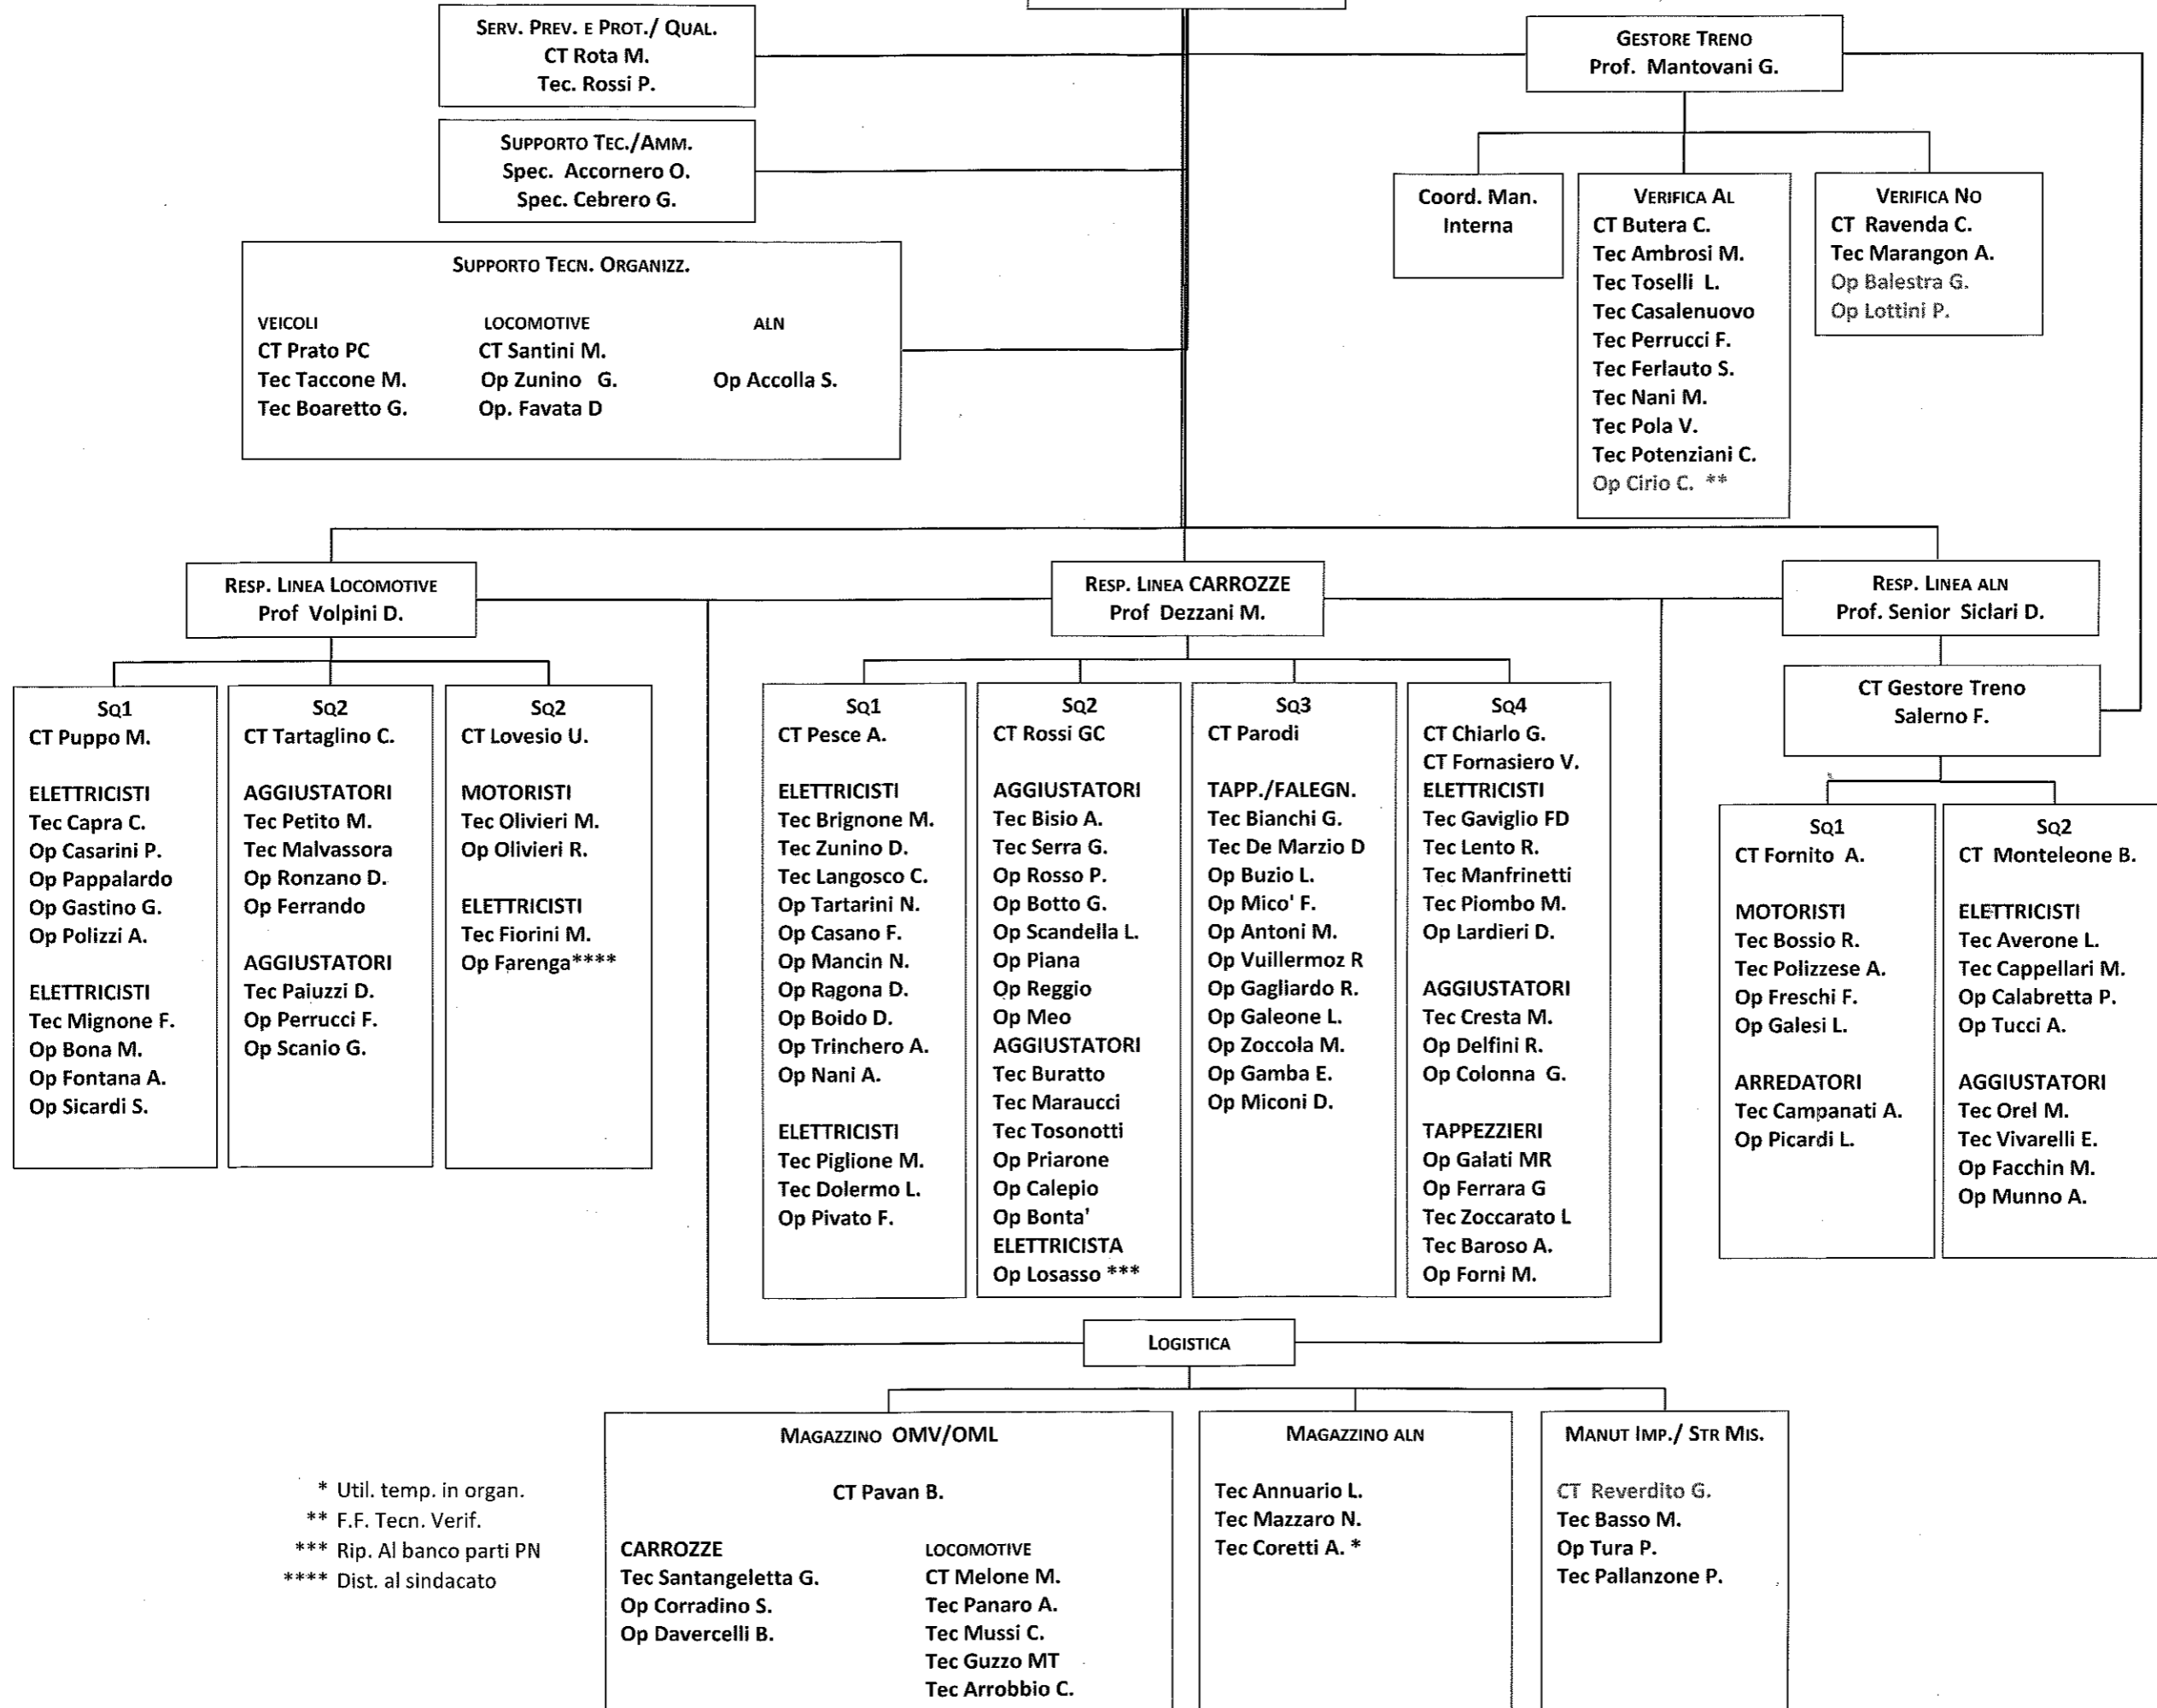 SERV. PREV. E PROT./ QUAL.
CT Rota M.
Tec. Rossi P.
GESTORE TRENO
Prof. Mantovani G.
SUPPORTO TEC./AMM.
Spec. Accornero O.
Spec. Cebrero G.
Coord. Man.
Interna
VERIFICA AL
CT Butera C.
Tec Ambrosi M.
Tec Toselli L.
Tec Casalenuovo
Tec Perrucci F.
Tec Ferlauto S.
Tec Nani M.
Tec Pola V.
Tec Potenziani C.
Op Cirio C. **
VERIFICA NO
CT Ravenda C.
Tec Marangon A.
Op Balestra G.
Op Lottini P.
SUPPORTO TECN. ORGANIZZ.
VEICOLI
CT Prato PC
Tec Taccone M.
Tec Boaretto G.
LOCOMOTIVE
CT Santini M.
Op Zunino G.
Op. Favata D
ALN
Op Accolla S.
RESP. LINEA LOCOMOTIVE
Prof Volpini D.
RESP. LINEA CARROZZE
Prof Dezzani M.
RESP. LINEA ALN
Prof. Senior Siclari D.
CT Gestore Treno
Salerno F.
SQ1
CT Puppo M.
ELETTRICISTI
Tec Capra C.
Op Casarini P.
Op Pappalardo
Op Gastino G.
Op Polizzi A.
ELETTRICISTI
Tec Mignone F.
Op Bona M.
Op Fontana A.
Op Sicardi S.
SQ2
CT Tartaglino C.
AGGIUSTATORI
Tec Petito M.
Tec Malvassora
Op Ronzano D.
Op Ferrando
AGGIUSTATORI
Tec Paiuzzi D.
Op Perrucci F.
Op Scanio G.
SQ2
CT Lovesio U.
MOTORISTI
Tec Olivieri M.
Op Olivieri R.
ELETTRICISTI
Tec Fiorini M.
Op Farenga****
SQ1
CT Pesce A.
ELETTRICISTI
Tec Brignone M.
Tec Zunino D.
Tec Langosco C.
Op Tartarini N.
Op Casano F.
Op Mancin N.
Op Ragona D.
Op Boido D.
Op Trinchero A.
Op Nani A.
ELETTRICISTI
Tec Piglione M.
Tec Dolermo L.
Op Pivato F.
SQ2
CT Rossi GC
AGGIUSTATORI
Tec Bisio A.
Tec Serra G.
Op Rosso P.
Op Botto G.
Op Scandella L.
Op Piana
Op Reggio
Op Meo
AGGIUSTATORI
Tec Buratto
Tec Maraucci
Tec Tosonotti
Op Priarone
Op Calepio
Op Bonta'
ELETTRICISTA
Op Losasso ***
SQ3
CT Parodi
TAPP./FALEGN.
Tec Bianchi G.
Tec De Marzio D
Op Buzio L.
Op Mico' F.
Op Antoni M.
Op Vuillermoz R
Op Gagliardo R.
Op Galeone L.
Op Zoccola M.
Op Gamba E.
Op Miconi D.
SQ4
CT Chiarlo G.
CT Fornasiero V.
ELETTRICISTI
Tec Gaviglio FD
Tec Lento R.
Tec Manfrinetti
Tec Piombo M.
Op Lardieri D.
AGGIUSTATORI
Tec Cresta M.
Op Delfini R.
Op Colonna G.
TAPPEZZIERI
Op Galati MR
Op Ferrara G
Tec Zoccarato L
Tec Baroso A.
Op Forni M.
SQ1
CT Fornito A.
MOTORISTI
Tec Bossio R.
Tec Polizzese A.
Op Freschi F.
Op Galesi L.
ARREDATORI
Tec Campanati A.
Op Picardi L.
SQ2
CT Monteleone B.
ELETTRICISTI
Tec Averone L.
Tec Cappellari M.
Op Calabretta P.
Op Tucci A.
AGGIUSTATORI
Tec Orel M.
Tec Vivarelli E.
Op Facchin M.
Op Munno A.
LOGISTICA
* Util. temp. in organ.
** F.F. Tecn. Verif.
*** Rip. Al banco parti PN
**** Dist. al sindacato
MAGAZZINO OMV/OML
CT Pavan B.
CARROZZE
Tec Santangeletta G.
Op Corradino S.
Op Davercelli B.
LOCOMOTIVE
CT Melone M.
Tec Panaro A.
Tec Mussi C.
Tec Guzzo MT
Tec Arrobbio C.
MAGAZZINO ALN
Tec Annuario L.
Tec Mazzaro N.
Tec Coretti A. *
MANUT IMP./ STR MIS.
CT Reverdito G.
Tec Basso M.
Op Tura P.
Tec Pallanzone P.